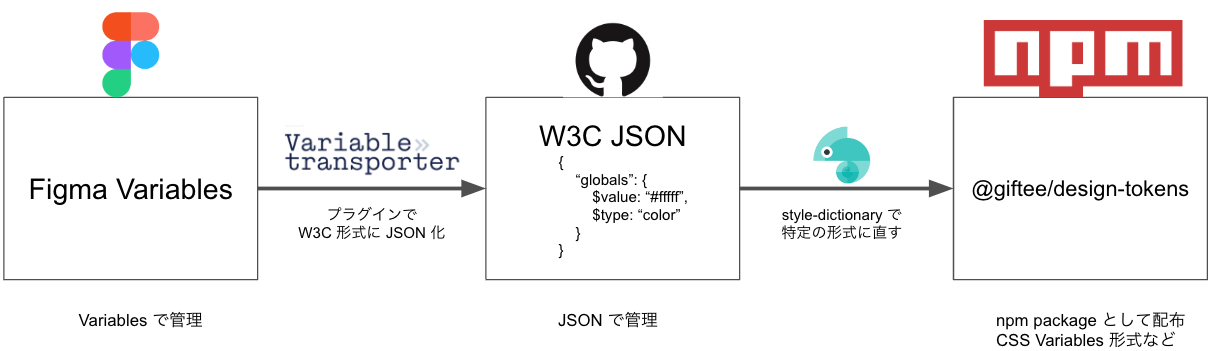 npm
Variable»
transporter
W3C JSON
{
“globals”: {
$value: “#fffff”,
$type: “color”
}
}
Figma Variables
@giftee/design-tokens
プラグインで
W3C 形式に JSON 化
style-dictionary で
特定の形式に直す
Variables で管理
JSON で管理
npm package として配布
CSS Variables 形式など